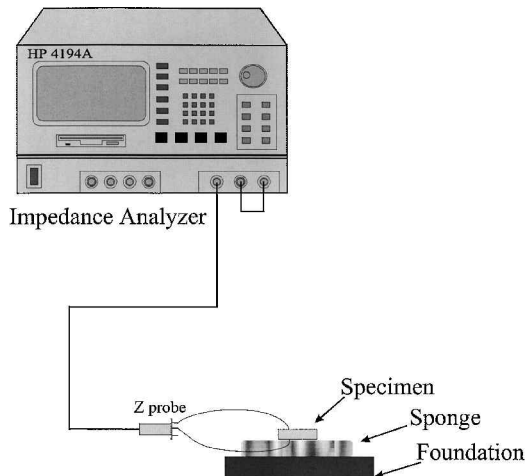 HP 4194A
Impedance Analyzer
Z probe
Specimen
Sponge
Foundation